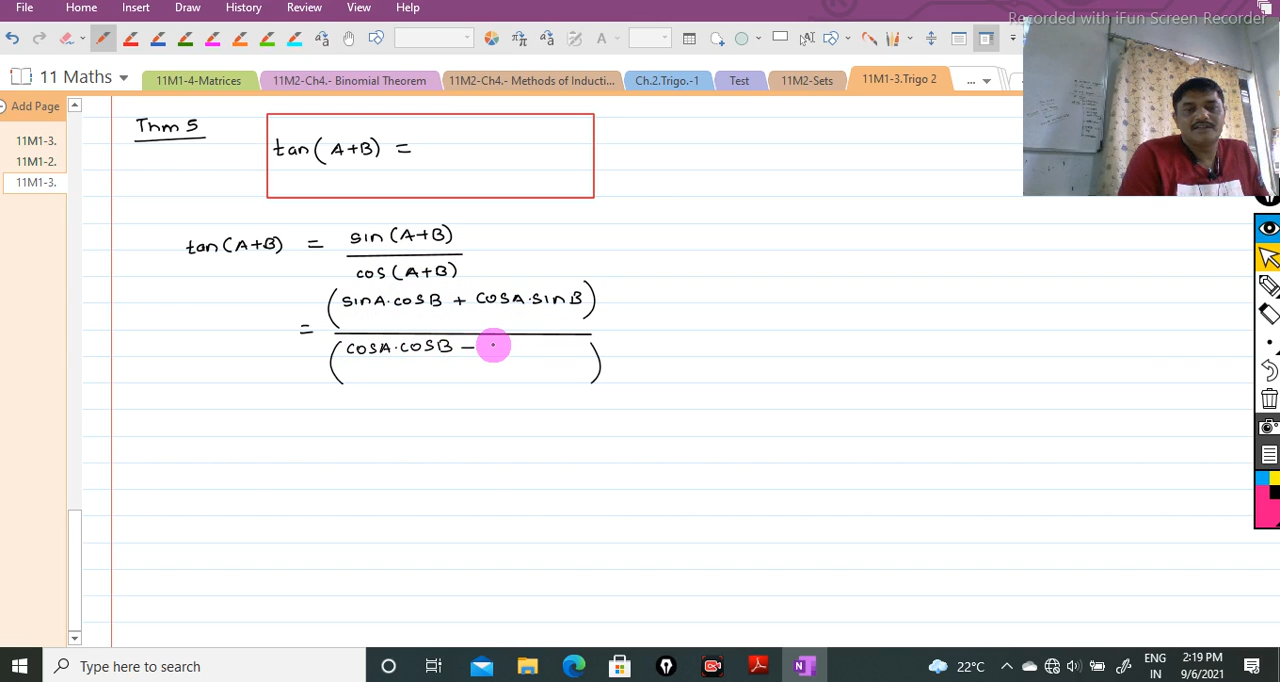 File Home Insert Draw History Review View Help
Recorded with iFun Screen Recorder
11 Maths
11M1-4-Matrices
11M2-Ch4.- Binomial Theorem
11M2-Ch4.- Methods of Inducti...
Ch.2.Trigo.-1
Test
11M2-Sets
11M1-3.Trigo 2
...
Add Page
11M1-3.
11M1-2.
11M1-3.
Thm 5
tan(A+B) =
tan(A+B) = sin(A+B)
cos(A+B)
= (sinA·cosB + cosA·sinB)
(cosA·cosB − )
Type here to search
22°C
ENG
IN
2:19 PM
9/6/2021